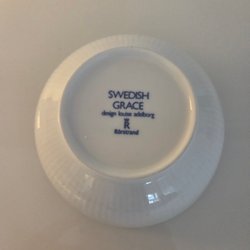 SWEDISH
GRACE
design louise adelborg
R
Rörstrand